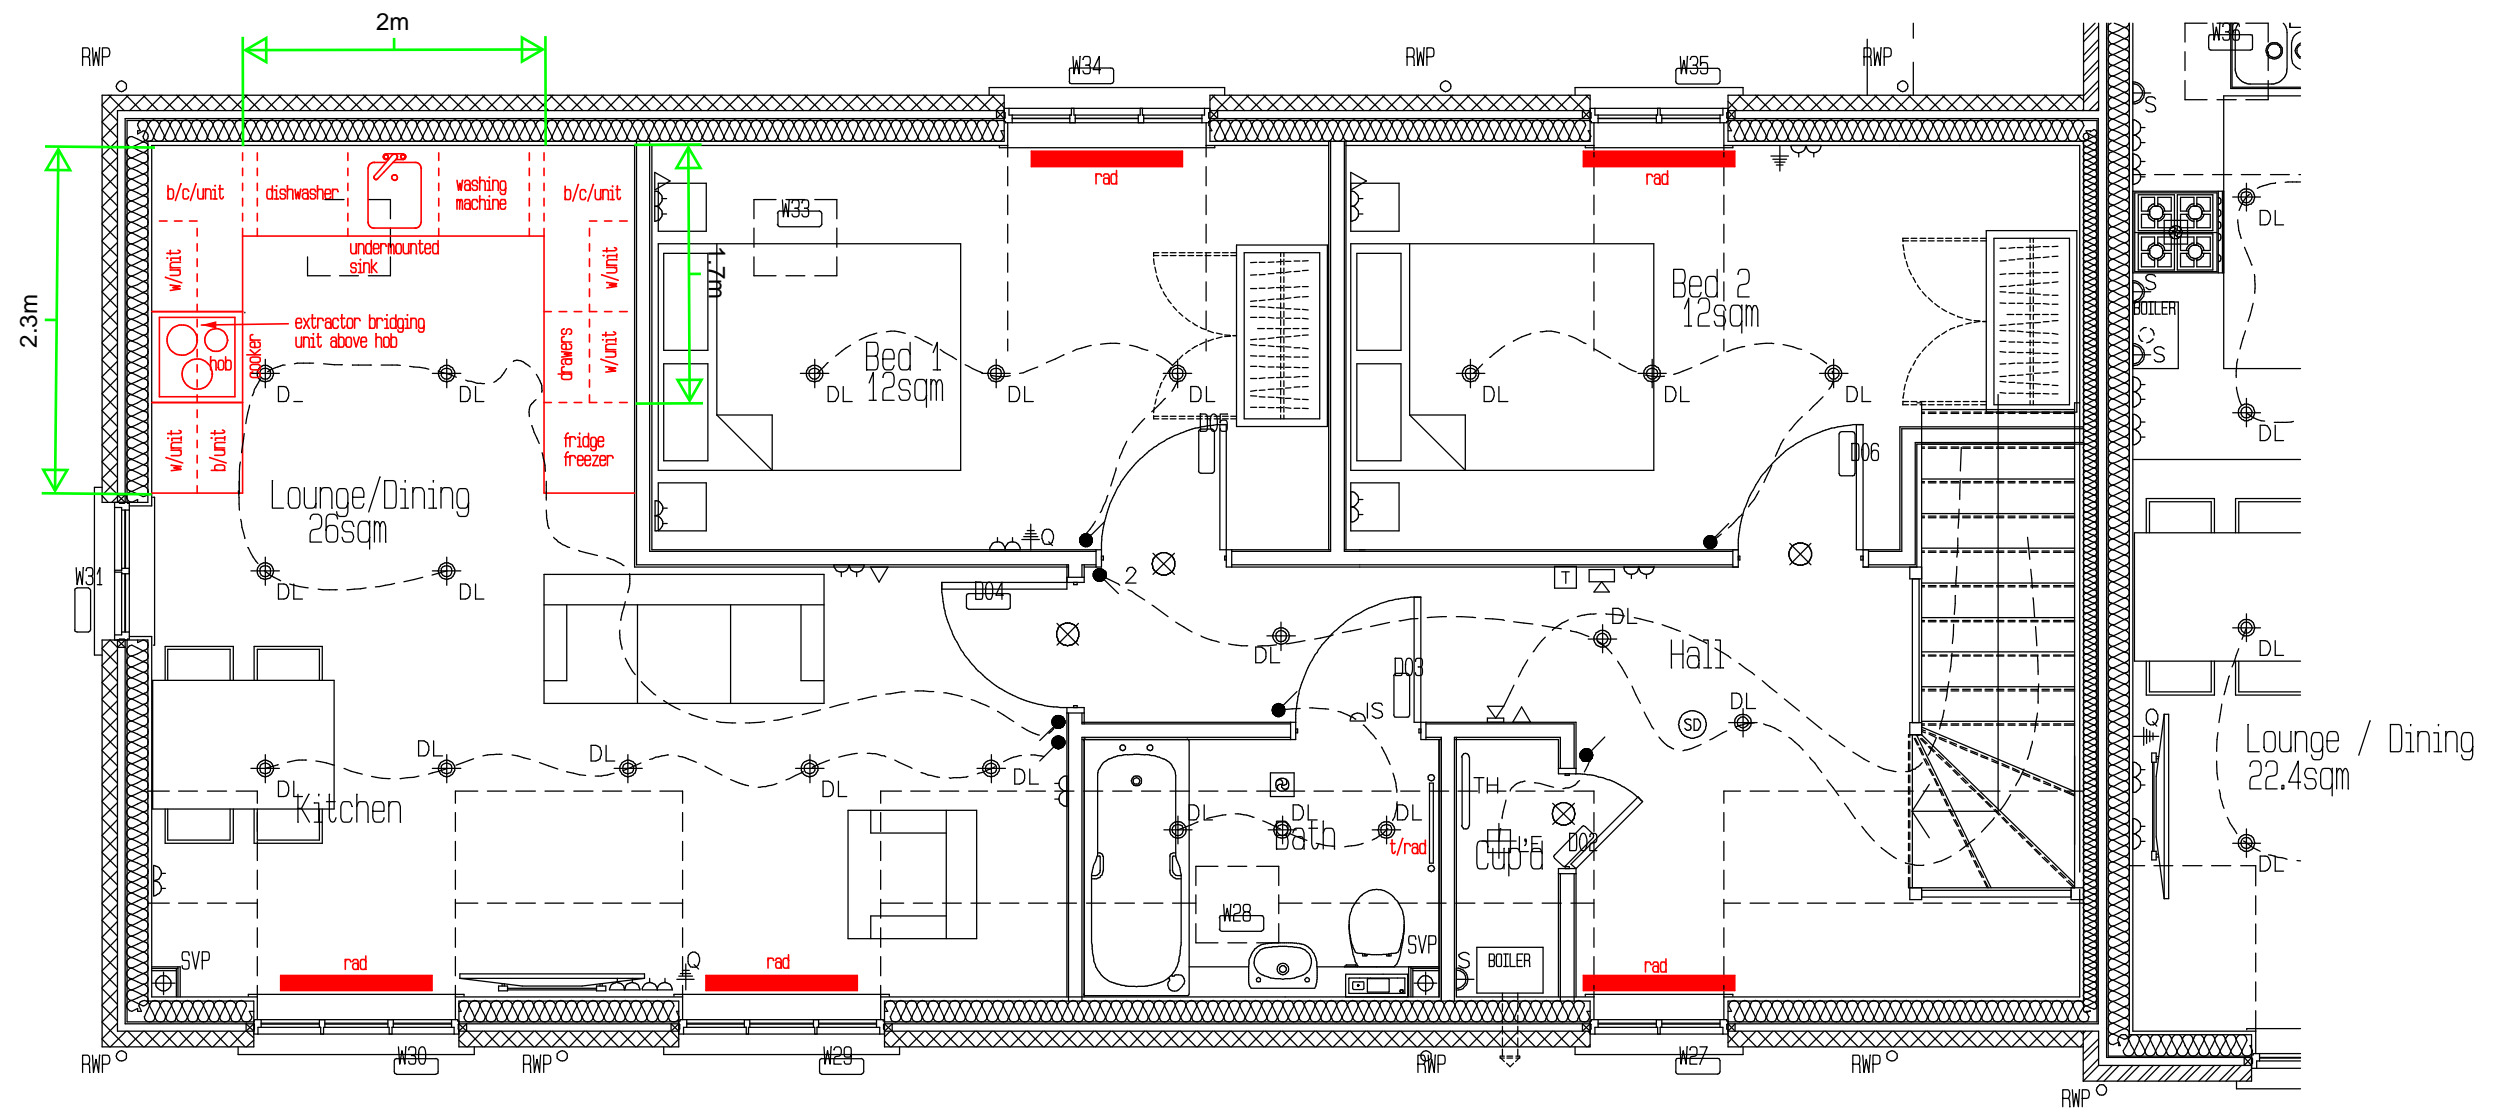 2m
RWP
W34
RWP
W35
RWP
W36
S
b/c/unit
dishwasher
washing
machine
b/c/unit
rad
rad
W33
DL
w/unit
undermounted
sink
w/unit
1.7m
Bed 2
12sqm
S
BOILER
2.3m
extractor bridging
unit above hob
hob
cooker
drawers
w/unit
Bed 1
12sqm
S
D_
DL
DL
DL
DL
DL
DL
DL
w/unit
b/unit
fridge
freezer
D05
D06
DL
Lounge/Dining
26sqm
Q
W31
DL
DL
D04
2
T
DL
DL
Hall
D03
DL
DL
IS
SD
Q
Lounge / Dining
22.4sqm
DL
DL
DL
DL
DL
Kitchen
TH
DL
DL
DL
Bath
t/rad
Cup'd
L'F
D02
DL
W28
SVP
rad
Q
rad
SVP
S
BOILER
rad
RWP
W30
RWP
W29
RWP
W27
RWP
RWP